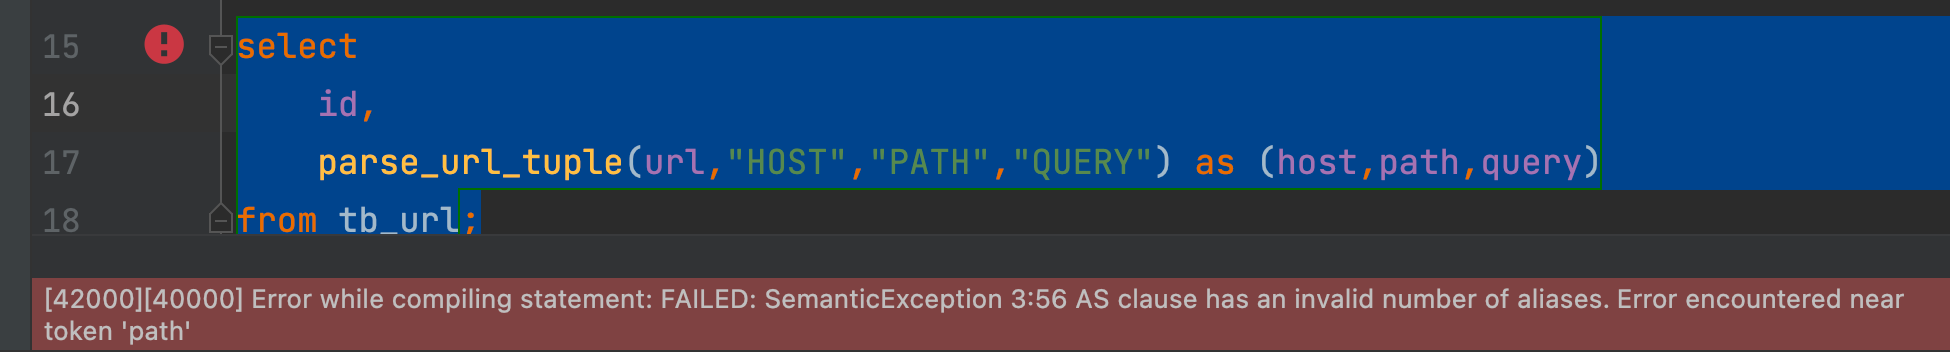 15 select
16 id,
17 parse_url_tuple(url,"HOST","PATH","QUERY") as (host,path,query)
18 from tb_url;
[42000][40000] Error while compiling statement: FAILED: SemanticException 3:56 AS clause has an invalid number of aliases. Error encountered near
token 'path'